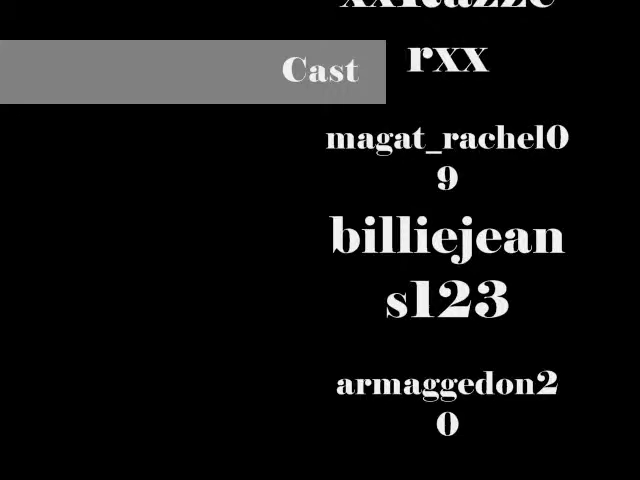 rxx
Cast
magat_rachel0
9
billiejean
s123
armaggedon2
0